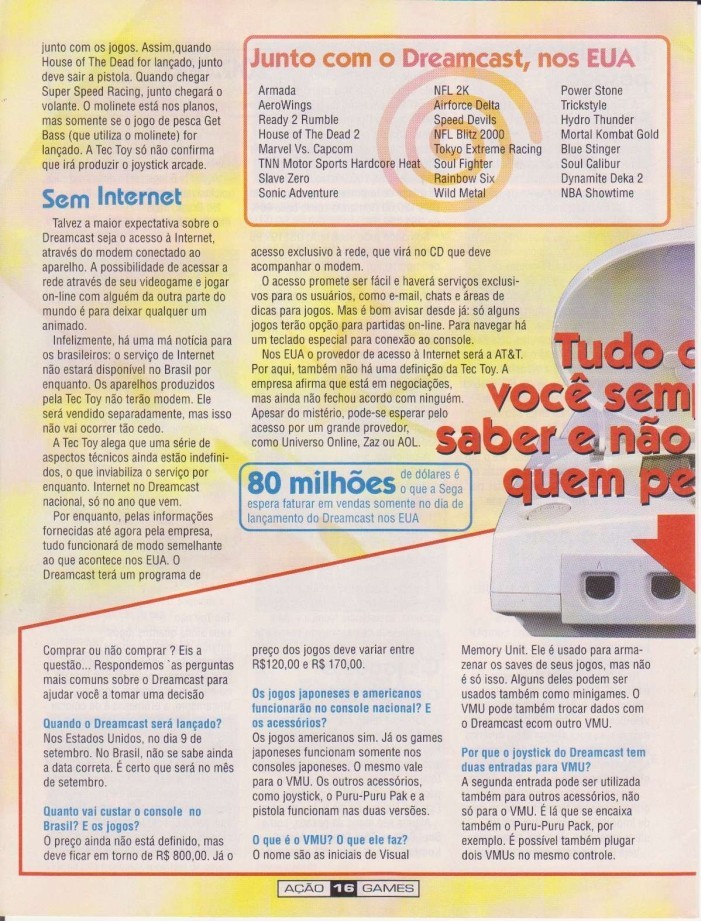 junto com os jogos. Assim,quando
House of The Dead for lançado, junto
deve sair a pistola. Quando chegar
Super Speed Racing, junto chegará o
volante. O molinete está nos planos,
mas somente se o jogo de pesca Get
Bass (que utiliza o molinete) for
lançado. A Tec Toy só não confirma
que irá produzir o joystick arcade.
Sem Internet
Talvez a maior expectativa sobre o
Dreamcast seja o acesso à Internet,
através do modem conectado ao
aparelho. A possibilidade de acessar a
rede através de seu videogame e jogar
on-line com alguém da outra parte do
mundo é para deixar qualquer um
animado.
Infelizmente, há uma má notícia para
os brasileiros: o serviço de Internet
não estará disponível no Brasil por
enquanto. Os aparelhos produzidos
pela Tec Toy não terão modem. Ele
será vendido separadamente, mas isso
não vai ocorrer tão cedo.
A Tec Toy alega que uma série de
aspectos técnicos ainda estão indefini-
dos, o que inviabiliza o serviço por
enquanto. Internet no Dreamcast
nacional, só no ano que vem.
Por enquanto, pelas informações
fornecidas até agora pela empresa,
tudo funcionará de modo semelhante
ao que acontece nos EUA. O
Dreamcast terá um programa de
Junto com o Dreamcast, nos EUA
Armada
AeroWings
Ready 2 Rumble
House of The Dead 2
Marvel Vs. Capcom
TNN Motor Sports Hardcore Heat
Slave Zero
Sonic Adventure
NFL 2K
Airforce Delta
Speed Devils
NFL Blitz 2000
Tokyo Extreme Racing
Soul Fighter
Rainbow Six
Wild Metal
Power Stone
Trickstyle
Hydro Thunder
Mortal Kombat Gold
Blue Stinger
Soul Calibur
Dynamite Deka 2
NBA Showtime
acesso exclusivo à rede, que virá no CD que deve
acompanhar o modem.
O acesso promete ser fácil e haverá serviços exclusi-
vos para os usuários, como e-mail, chats e áreas de
dicas para jogos. Mas é bom avisar desde já: só alguns
jogos terão opção para partidas on-line. Para navegar há
um teclado especial para conexão ao console.
Nos EUA o provedor de acesso à Internet será a AT&T.
Por aqui, também não há uma definição da Tec Toy. A
empresa afirma que está em negociações,
mas ainda não fechou acordo com ninguém.
Apesar do mistério, pode-se esperar pelo
acesso por um grande provedor,
como Universo Online, Zaz ou AOL.
80 milhões de dólares é
o que a Sega
espera faturar em vendas somente no dia de
lançamento do Dreamcast nos EUA
Tudo o
você sem
saber e não
quem pe
A
Comprar ou não comprar ? Eis a
questão... Respondemos `as perguntas
mais comuns sobre o Dreamcast para
ajudar você a tomar uma decisão
Quando o Dreamcast será lançado?
Nos Estados Unidos, no dia 9 de
setembro. No Brasil, não se sabe ainda
a data correta. É certo que será no mês
de setembro.
Quanto vai custar o console no
Brasil? E os jogos?
O preço ainda não está definido, mas
deve ficar em torno de R$ 800,00. Já o
preço dos jogos deve variar entre
R$120,00 e R$ 170,00.
Os jogos japoneses e americanos
funcionarão no console nacional? E
os acessórios?
Os jogos americanos sim. Já os games
japoneses funcionam somente nos
consoles japoneses. O mesmo vale
para o VMU. Os outros acessórios,
como joystick, o Puru-Puru Pak e a
pistola funcionam nas duas versões.
O que é o VMU? O que ele faz?
O nome são as iniciais de Visual
Memory Unit. Ele é usado para arma-
zenar os saves de seus jogos, mas não
é só isso. Alguns deles podem ser
usados também como minigames. O
VMU pode também trocar dados com
o Dreamcast ecom outro VMU.
Por que o joystick do Dreamcast tem
duas entradas para VMU?
A segunda entrada pode ser utilizada
também para outros acessórios, não
só para o VMU. É lá que se encaixa
também o Puru-Puru Pack, por
exemplo. É possível também plugar
dois VMUs no mesmo controle.
AÇÃO 16 GAMES